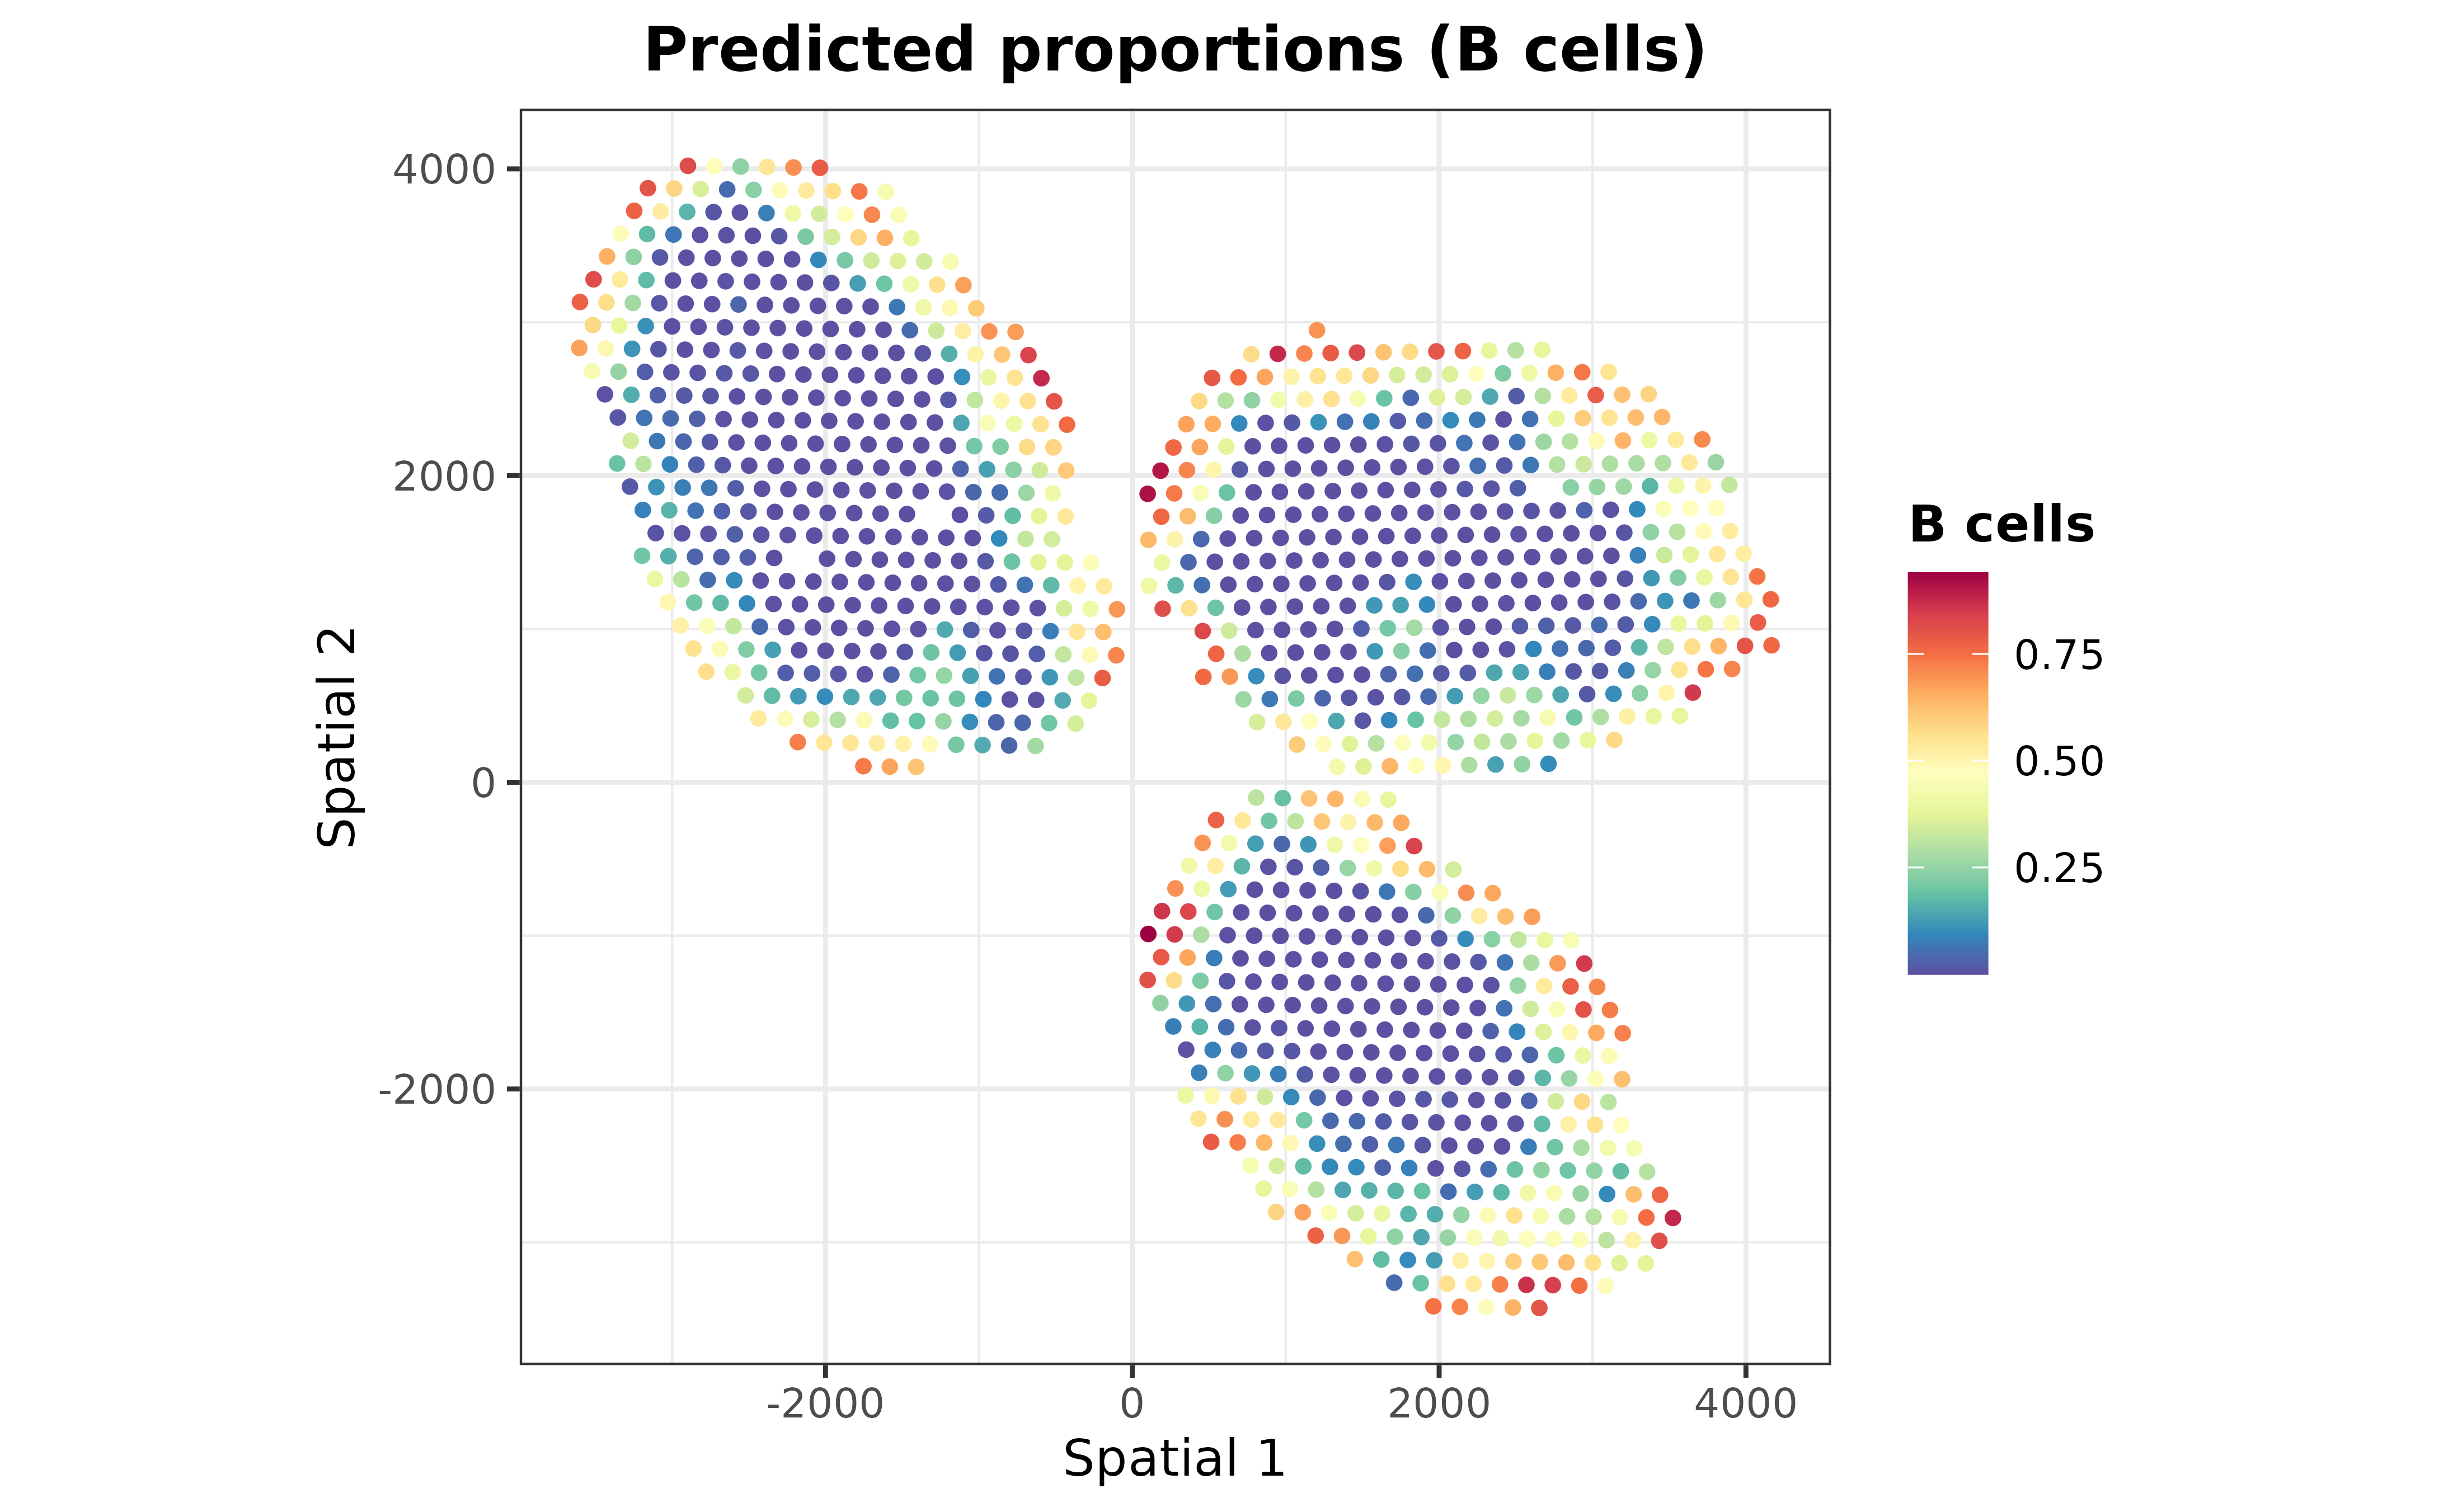 Predicted proportions (B cells)
4000
2000
0
-2000
Spatial 2
-2000
0
2000
4000
Spatial 1
B cells
0.75
0.50
0.25